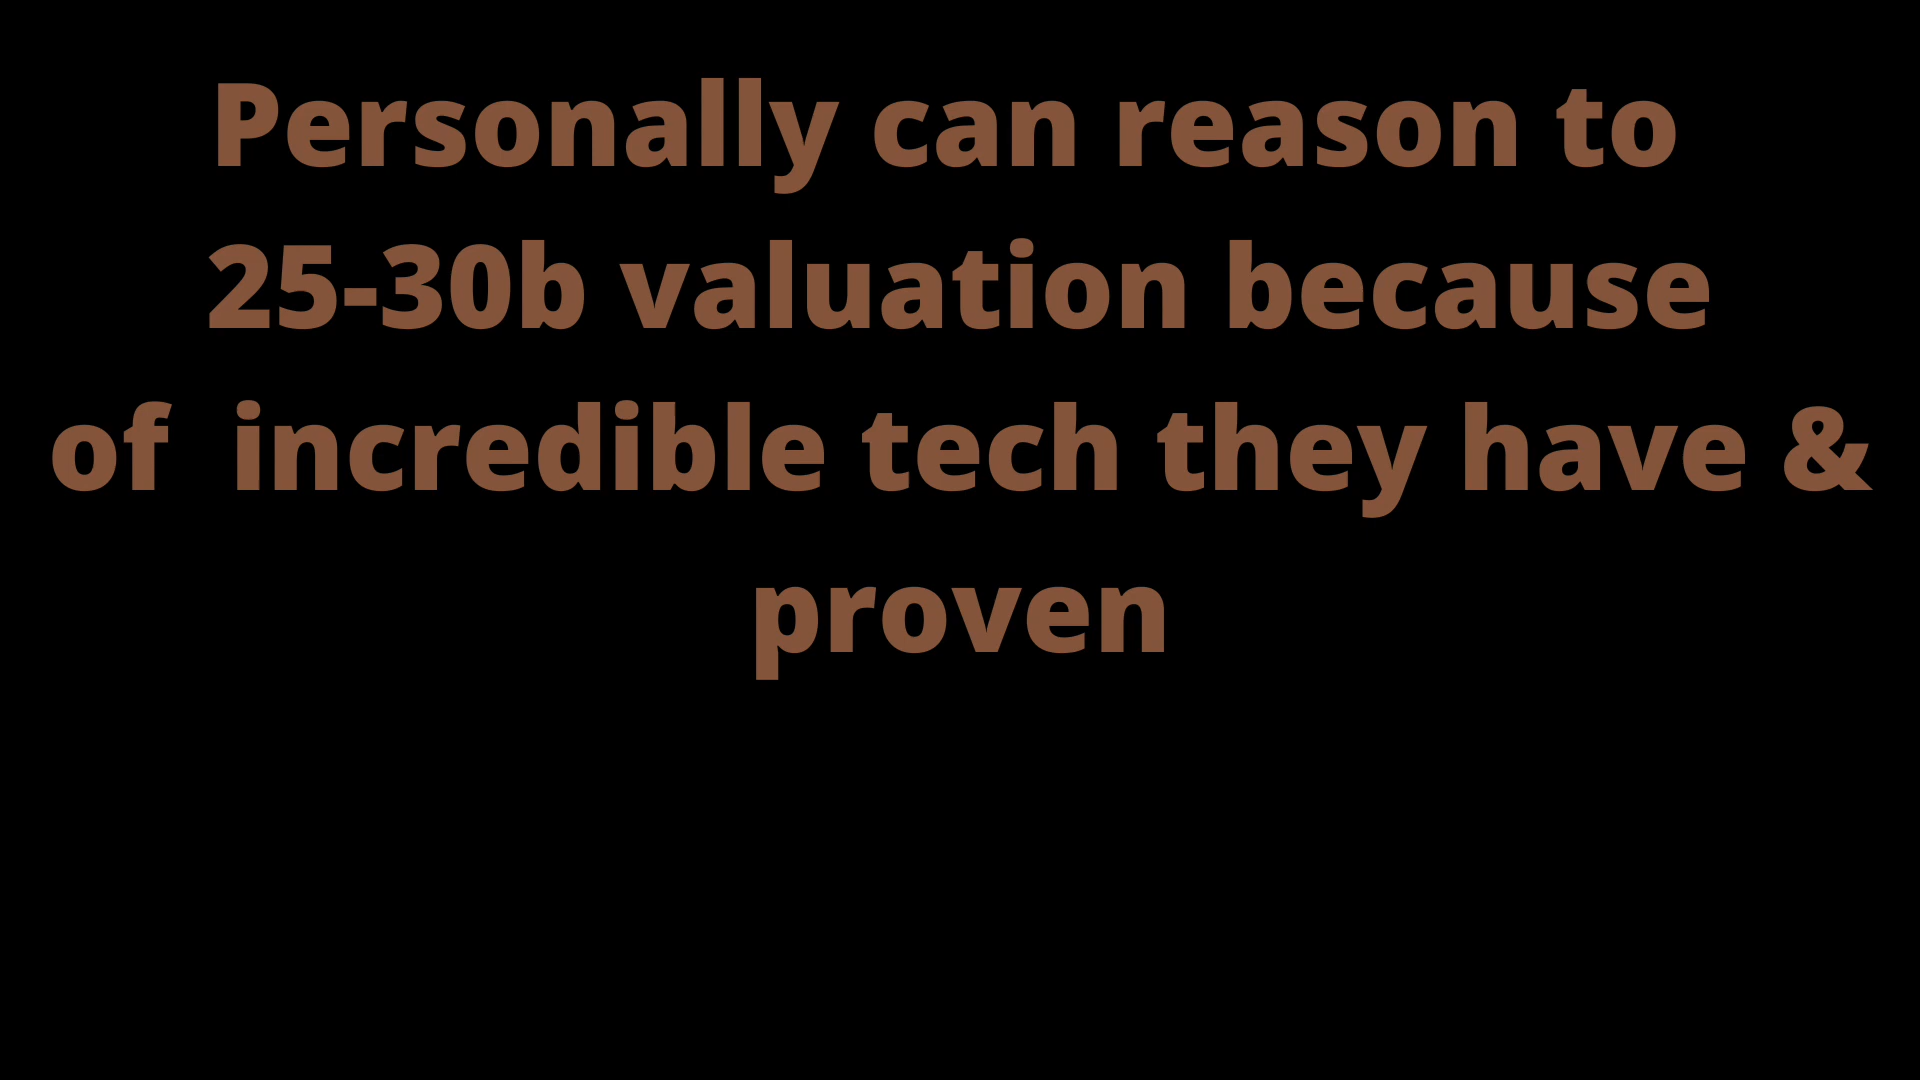 Personally can reason to
25-30b valuation because
of  incredible tech they have &
proven